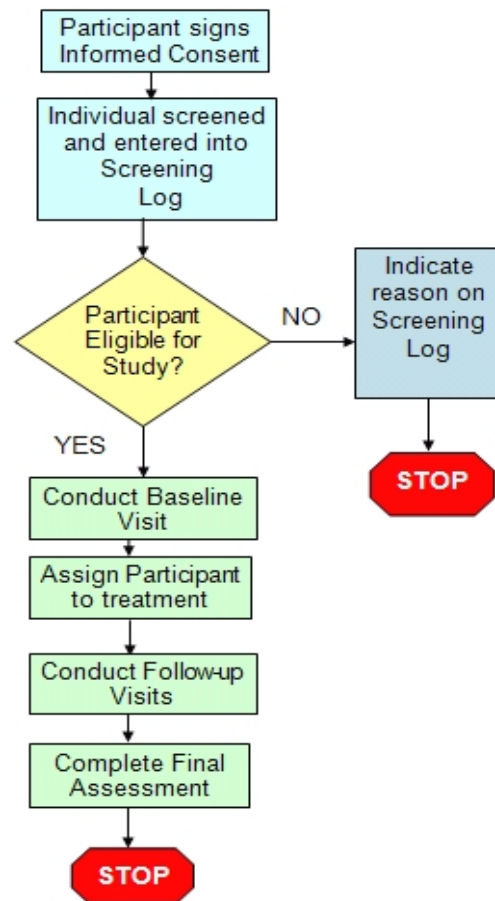 Participant signs
Informed Consent
Individual screened
and entered into
Screening
Log
Participant
Eligible for
Study?
NO
Indicate
reason on
Screening
Log
STOP
YES
Conduct Baseline
Visit
Assign Participant
to treatment
Conduct Follow-up
Visits
Complete Final
Assessment
STOP